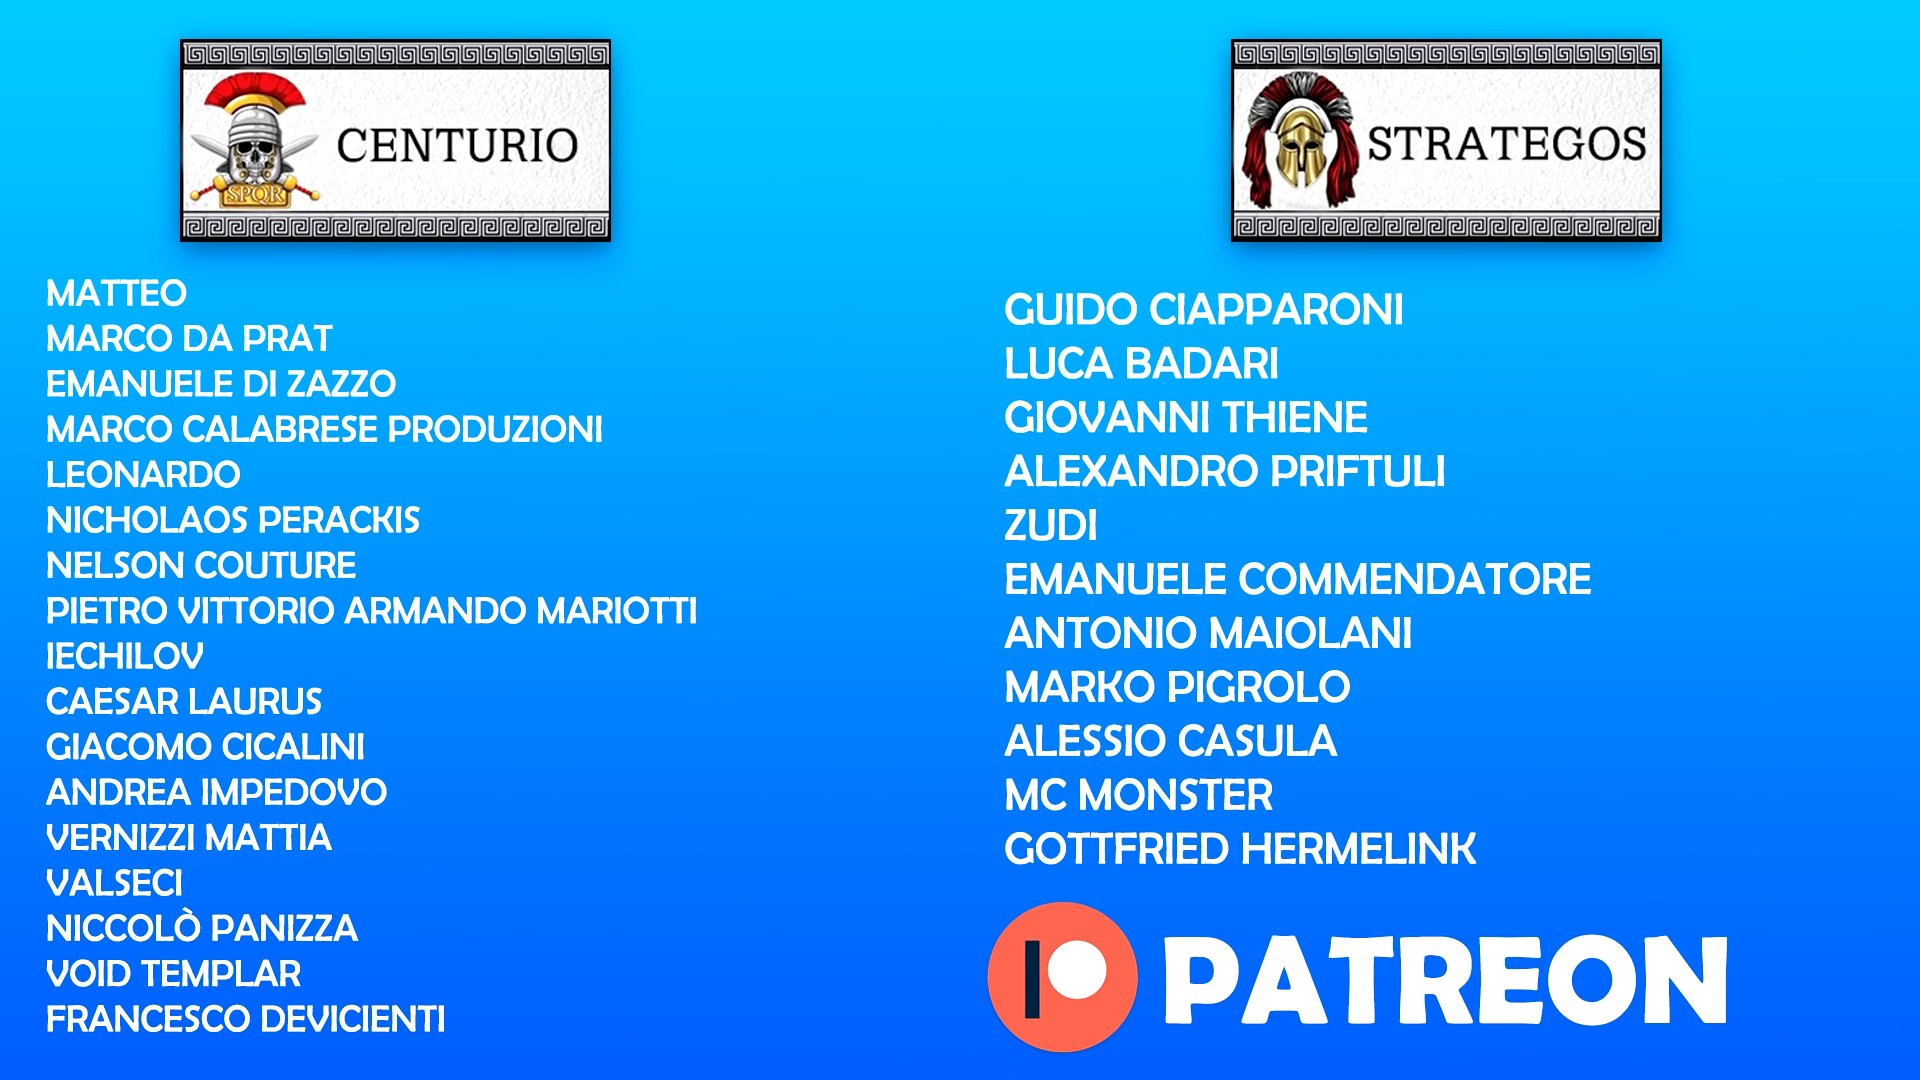 SPQR
CENTURIO
MATTEO
MARCO DA PRAT
EMANUELE DI ZAZZO
MARCO CALABRESE PRODUZIONI
LEONARDO
NICHOLAOS PERACKIS
NELSON COUTURE
PIETRO VITTORIO ARMANDO MARIOTTI
IECHILOV
CAESAR LAURUS
GIACOMO CICALINI
ANDREA IMPEDOVO
VERNIZZI MATTIA
VALSECI
NICCOLÒ PANIZZA
VOID TEMPLAR
FRANCESCO DEVICIENTI
STRATEGOS
GUIDO CIAPPARONI
LUCA BADARI
GIOVANNI THIENE
ALEXANDRO PRIFTULI
ZUDI
EMANUELE COMMENDATORE
ANTONIO MAIOLANI
MARKO PIGROLO
ALESSIO CASULA
MC MONSTER
GOTTFRIED HERMELINK
PATREON